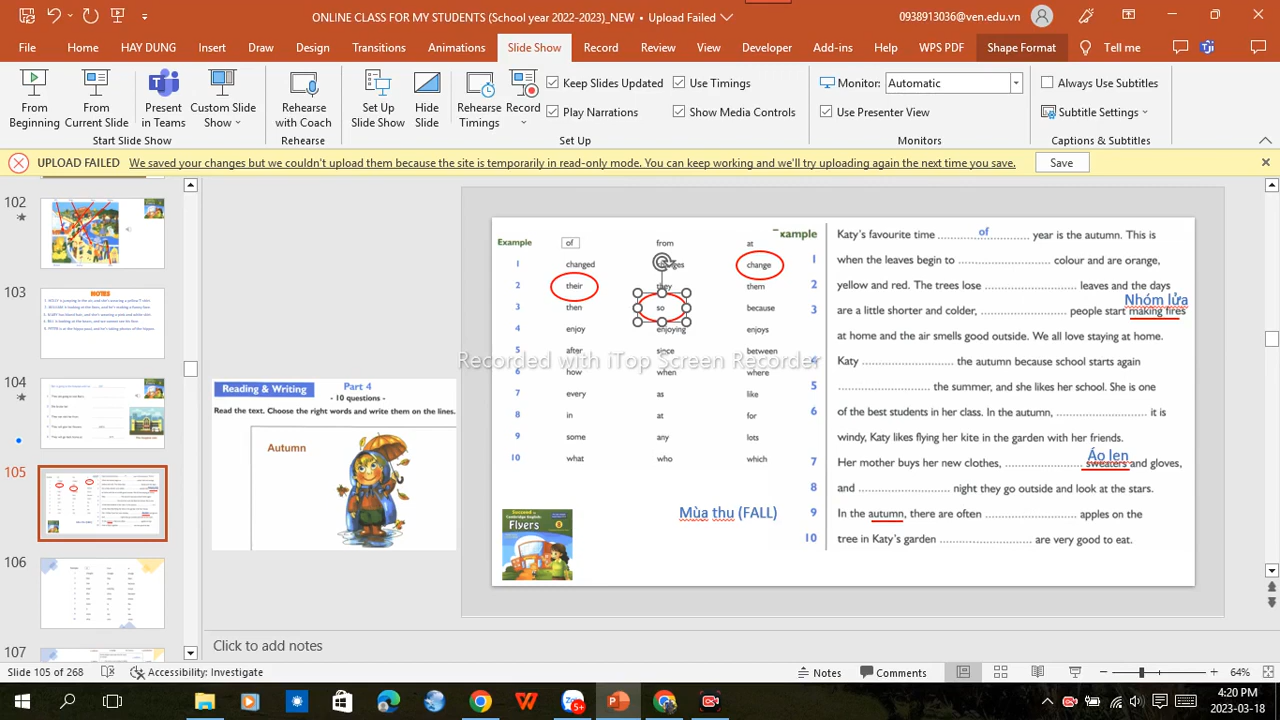 ONLINE CLASS FOR MY STUDENTS (School year 2022-2023)_NEW • Upload Failed
0938913036@ven.edu.vn
File Home HAY DUNG Insert Draw Design Transitions Animations Slide Show Record Review View Developer Add-ins Help WPS PDF Shape Format Tell me
From Beginning
From Current Slide
Present in Teams
Custom Slide Show
Rehearse with Coach
Set Up Slide Show
Hide Slide
Rehearse Timings
Record
Keep Slides Updated
Play Narrations
Use Timings
Show Media Controls
Monitor: Automatic
Use Presenter View
Always Use Subtitles
Subtitle Settings
Start Slide Show Rehearse Set Up Monitors Captions & Subtitles
UPLOAD FAILED We saved your changes but we couldn't upload them because the site is temporarily in read-only mode. You can keep working and we'll try uploading again the next time you save. Save
102
103
NOTES
104
105
106
107
Reading & Writing Part 4
- 10 questions -
Read the text. Choose the right words and write them on the lines.
Autumn
Example of from at
1 changed changes change
2 their they them
3 then so because
4 enjoy enjoying enjoys
5 after since between
6 how when where
7 every as like
8 in at for
9 some any lots
10 what who which
Mùa thu (FALL)
Succeed in Cambridge English
Flyers
xample Katy's favourite time of year is the autumn. This is
1 when the leaves begin to colour and are orange,
2 yellow and red. The trees lose leaves and the days
Nhóm lửa
3 are a little shorter and colder, people start making fires
at home and the air smells good outside. We all love staying at home.
4 Katy the autumn because school starts again
5 the summer, and she likes her school. She is one
6 of the best students in her class. In the autumn, it is
windy, Katy likes flying her kite in the garden with her friends.
Áo len
7 Her mother buys her new clothes, sweaters and gloves,
8 and night they go outside and look at the stars.
9 In the autumn, there are often apples on the
10 tree in Katy's garden are very good to eat.
Recorded with iTop Screen Recorder
Click to add notes
Slide 105 of 268 Accessibility: Investigate Notes Comments 64%
5+
4:20 PM
2023-03-18